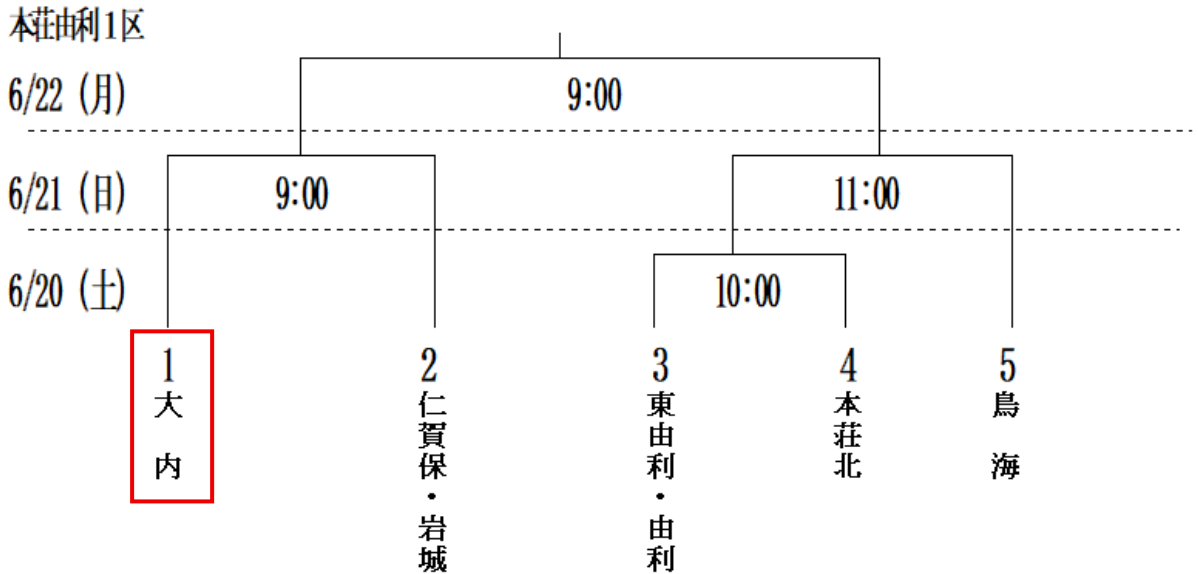 本荘由利1区
6/22 (月)
9:00
6/21 (日)
9:00
11:00
6/20 (土)
10:00
1
大内
2
仁賀保・岩城
3
東由利・由利
4
本荘北
5
鳥海